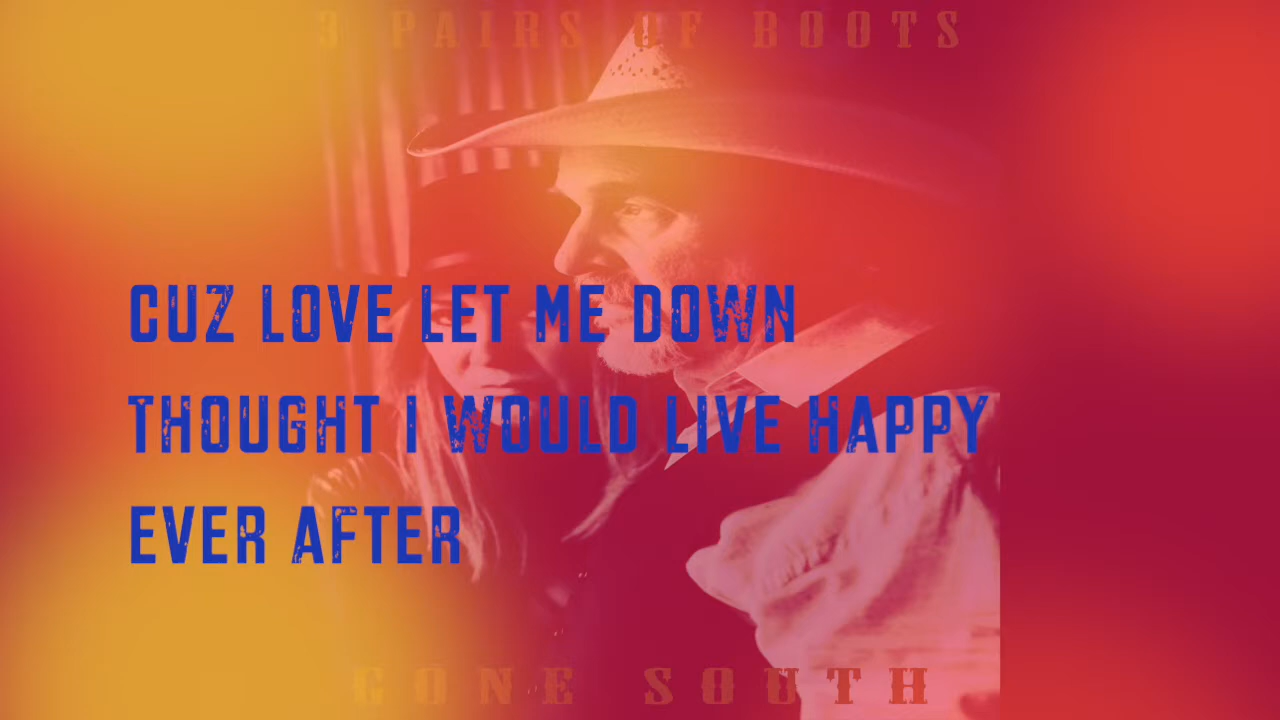 3 PAIRS OF BOOTS
CUZ LOVE LET ME DOWN
THOUGHT I WOULD LIVE HAPPY
EVER AFTER
GONE SOUTH